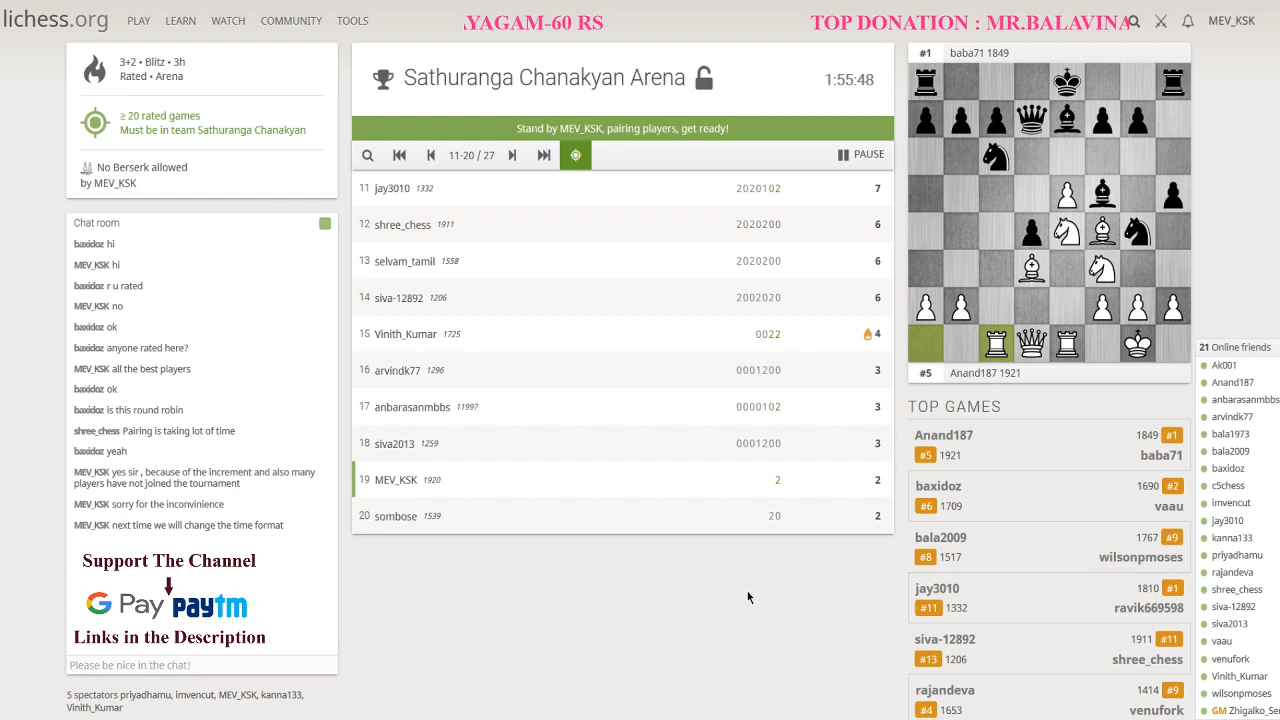 lichess.org PLAY LEARN WATCH COMMUNITY TOOLS
AYAGAM-60 RS
TOP DONATION : MR.BALAVINA
MEV_KSK
3+2 • Blitz • 3h
Rated • Arena
≥ 20 rated games
Must be in team Sathuranga Chanakyan
No Berserk allowed
by MEV_KSK
Chat room
baxidoz hi
MEV_KSK hi
baxidoz r u rated
MEV_KSK no
baxidoz ok
baxidoz anyone rated here?
MEV_KSK all the best players
baxidoz ok
baxidoz is this round robin
shree_chess Pairing is taking lot of time
baxidoz yeah
MEV_KSK yes sir , because of the increment and also many
players have not joined the tournament
MEV_KSK sorry for the inconvinience
MEV_KSK next time we will change the time format
Support The Channel
G Pay paytm
Links in the Description
Please be nice in the chat!
5 spectators priyadhamu, imvencut, MEV_KSK, kanna133,
Vinith_Kumar
Sathuranga Chanakyan Arena
1:55:48
Stand by MEV_KSK, pairing players, get ready!
11-20 / 27
PAUSE
11 jay3010 1332 2020102 7
12 shree_chess 1911 2020200 6
13 selvam_tamil 1558 2020200 6
14 siva-12892 1206 2002020 6
15 Vinith_Kumar 1725 0022 4
16 arvindk77 1296 0001200 3
17 anbarasanmbbs 1199? 0000102 3
18 siva2013 1259 0001200 3
19 MEV_KSK 1920 2 2
20 sombose 1539 20 2
#1 baba71 1849
#5 Anand187 1921
TOP GAMES
Anand187 1849 #1
#5 1921 baba71
baxidoz 1690 #2
#6 1709 vaau
bala2009 1767 #9
#8 1517 wilsonpmoses
jay3010 1810 #1
#11 1332 ravik669598
siva-12892 1911 #11
#13 1206 shree_chess
rajandeva 1414 #9
#4 1653 venufork
21 Online friends
Ak001
Anand187
anbarasanmbbs
arvindk77
bala1973
bala2009
baxidoz
c5chess
imvencut
jay3010
kanna133
priyadhamu
rajandeva
shree_chess
siva-12892
siva2013
vaau
venufork
Vinith_Kumar
wilsonpmoses
GM Zhigalko_Se